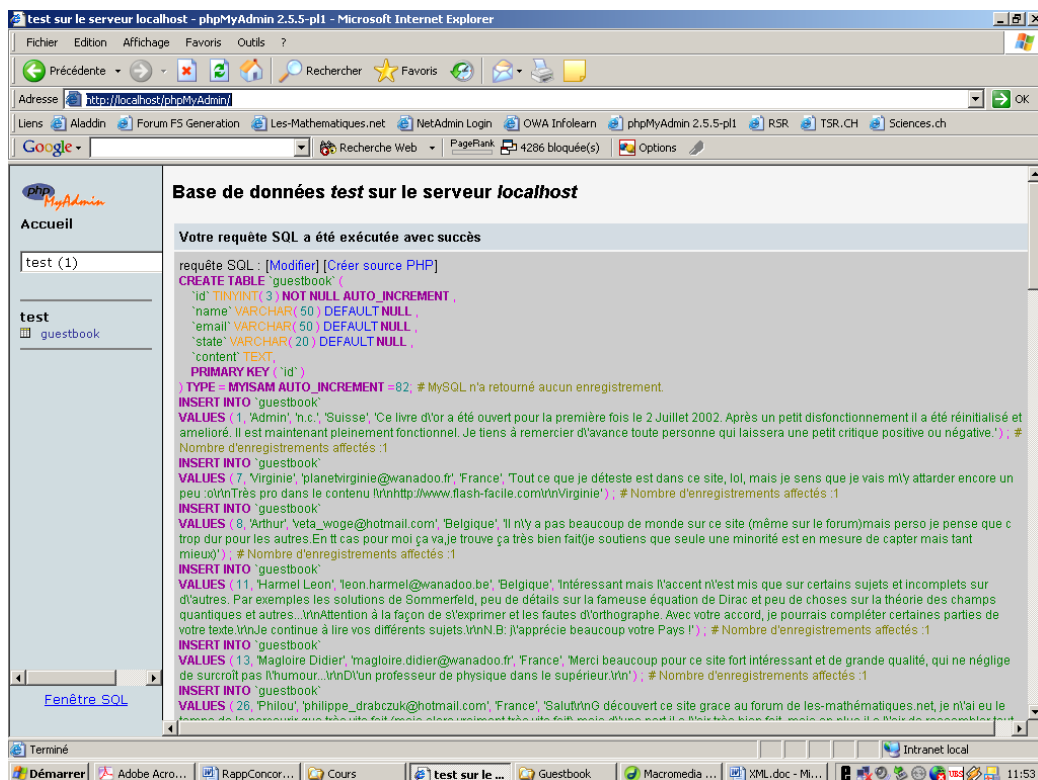 test sur le serveur localhost - phpMyAdmin 2.5.5-pl1 - Microsoft Internet Explorer
Fichier Edition Affichage Favoris Outils ?
Précédente Rechercher Favoris
Adresse http://localhost/phpMyAdmin/ OK
Liens Aladdin Forum FS Generation Les-Mathematiques.net NetAdmin Login OWA Infolearn phpMyAdmin 2.5.5-pl1 RSR TSR.CH Sciences.ch
Google Recherche Web PageRank 4286 bloquée(s) Options
php
MyAdmin
Accueil
test (1)
test
guestbook
Fenêtre SQL
Base de données test sur le serveur localhost
Votre requête SQL a été exécutée avec succès
requête SQL : [Modifier] [Créer source PHP]
CREATE TABLE `guestbook` (
`id` TINYINT( 3 ) NOT NULL AUTO_INCREMENT ,
`name` VARCHAR( 50 ) DEFAULT NULL ,
`email` VARCHAR( 50 ) DEFAULT NULL ,
`state` VARCHAR( 20 ) DEFAULT NULL ,
`content` TEXT,
PRIMARY KEY ( `id` )
) TYPE = MYISAM AUTO_INCREMENT =82; # MySQL n'a retourné aucun enregistrement.
INSERT INTO `guestbook`
VALUES ( 1, 'Admin', 'n.c.', 'Suisse', 'Ce livre d\'or a été ouvert pour la première fois le 2 Juillet 2002. Après un petit disfonctionnement il a été réinitialisé et
amelioré. Il est maintenant pleinement fonctionnel. Je tiens à remercier d\'avance toute personne qui laissera une petit critique positive ou négative.' ) ; #
Nombre d'enregistrements affectés :1
INSERT INTO `guestbook`
VALUES ( 7, 'Virginie', 'planetvirginie@wanadoo.fr', 'France', 'Tout ce que je déteste est dans ce site, lol, mais je sens que je vais m\'y attarder encore un
peu :o\r\nTrès pro dans le contenu !\r\nhttp://www.flash-facile.com\r\nVirginie' ) ; # Nombre d'enregistrements affectés :1
INSERT INTO `guestbook`
VALUES ( 8, 'Arthur', 'veta_woge@hotmail.com', 'Belgique', 'Il n\'y a pas beaucoup de monde sur ce site (même sur le forum)mais perso je pense que c
trop dur pour les autres.En tt cas pour moi ça va,je trouve ça très bien fait(je soutiens que seule une minorité est en mesure de capter mais tant
mieux)' ) ; # Nombre d'enregistrements affectés :1
INSERT INTO `guestbook`
VALUES ( 11, 'Harmel Leon', 'leon.harmel@wanadoo.be', 'Belgique', 'Intéressant mais l\'accent n\'est mis que sur certains sujets et incomplets sur
d\'autres. Par exemples les solutions de Sommerfeld, peu de détails sur la fameuse équation de Dirac et peu de choses sur la théorie des champs
quantiques et autres...\r\nAttention à la façon de s\'exprimer et les fautes d\'orthographe. Avec votre accord, je pourrais compléter certaines parties de
votre texte.\r\nJe continue à lire vos différents sujets.\r\nN.B: j\'apprécie beaucoup votre Pays !' ) ; # Nombre d'enregistrements affectés :1
INSERT INTO `guestbook`
VALUES ( 13, 'Magloire Didier', 'magloire.didier@wanadoo.fr', 'France', 'Merci beaucoup pour ce site fort intéressant et de grande qualité, qui ne néglige
de surcroît pas l\'humour...\r\nD\'un professeur de physique dans le supérieur.\r\n' ) ; # Nombre d'enregistrements affectés :1
INSERT INTO `guestbook`
VALUES ( 26, 'Philou', 'philippe_drabczuk@hotmail.com', 'France', 'Salut\r\nG découvert ce site grace au forum de les-mathematiques.net, je n\'ai eu le
Terminé Intranet local
Démarrer Adobe Acro... RappConcor... Cours test sur le ... Guestbook Macromedia ... XML.doc - Mi... UBS 11:53